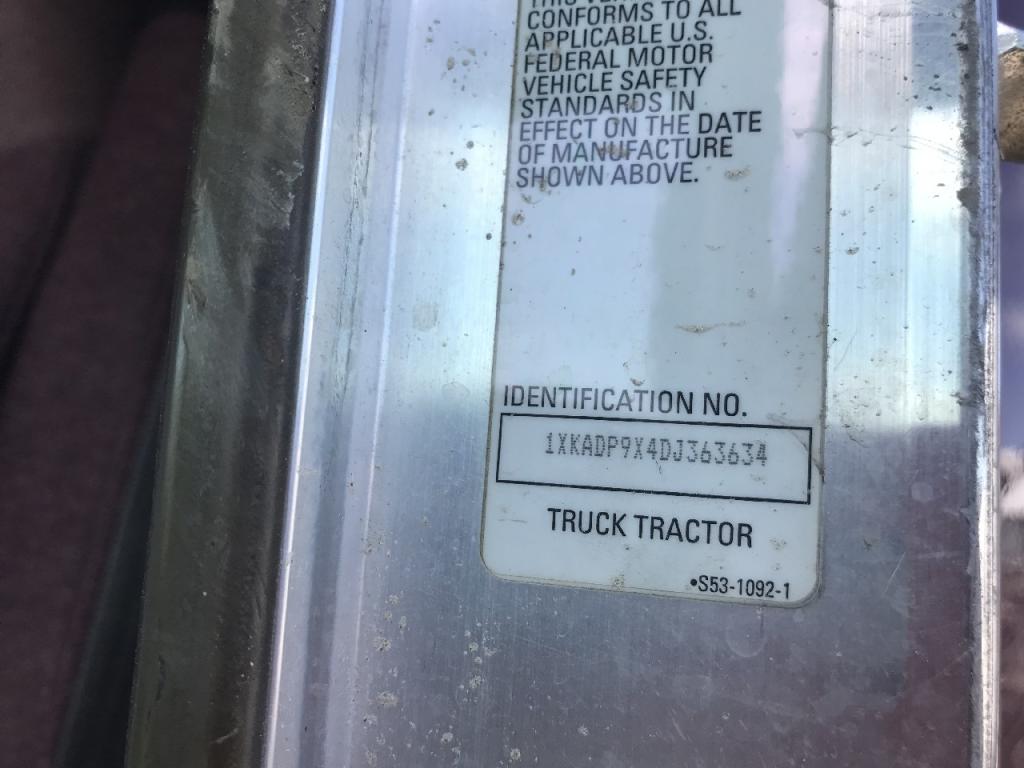 CONFORMS TO ALL
APPLICABLE U.S.
FEDERAL MOTOR
VEHICLE SAFETY
STANDARDS IN
EFFECT ON THE DATE
OF MANUFACTURE
SHOWN ABOVE.
IDENTIFICATION NO.
1XKADP9X4DJ363634
TRUCK TRACTOR
•S53-1092-1